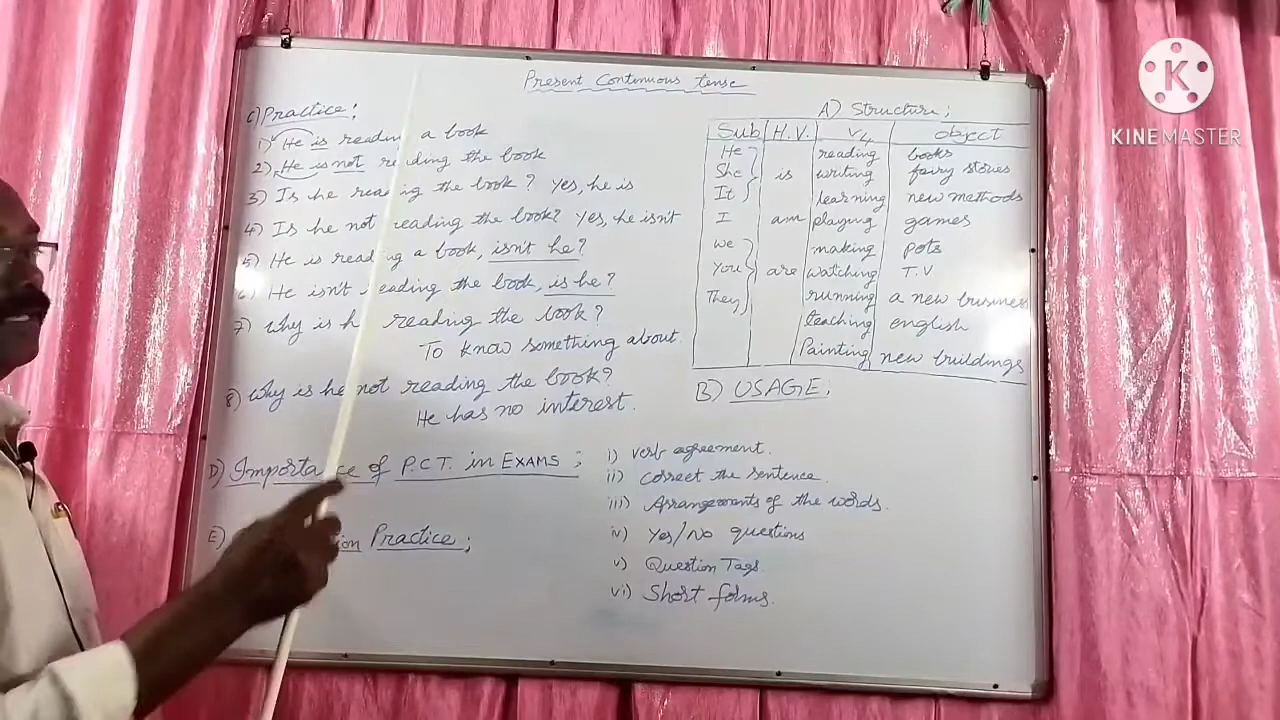 Present Continuous tense
C) Practice;
1) He is reading a book
2) He is not reading the book
3) Is he reading the book? yes, he is
4) Is he not reading the book? yes, he isn't
5) He is reading a book, isn't he?
6) He isn't reading the book, is he?
7) why is he reading the book?
To know something about.
8) why is he not reading the book?
He has no interest.
D) Importance of P.C.T. in EXAMS;
E) Practice;
A) Structure;
Sub H.V. V4 object
He reading books
She is writing fairy stories
It learning new methods
I am playing games
we making pots
You are watching T.V
They running a new business
teaching english
Painting new buildings
B) USAGE;
i) verb agreement.
ii) correct the sentence
iii) Arrangements of the words.
iv) Yes/No questions
v) Question Tags
vi) Short forms.
K
KINEMASTER